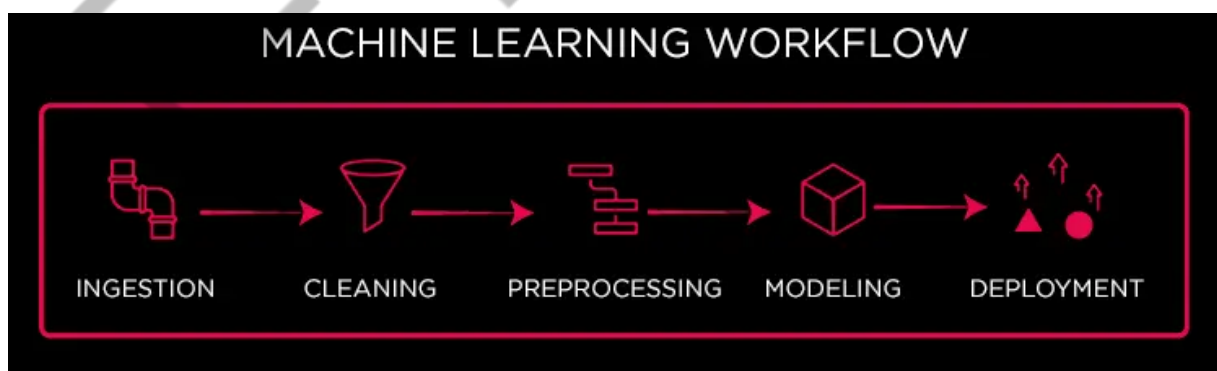 MACHINE LEARNING WORKFLOW
INGESTION CLEANING PREPROCESSING MODELING DEPLOYMENT